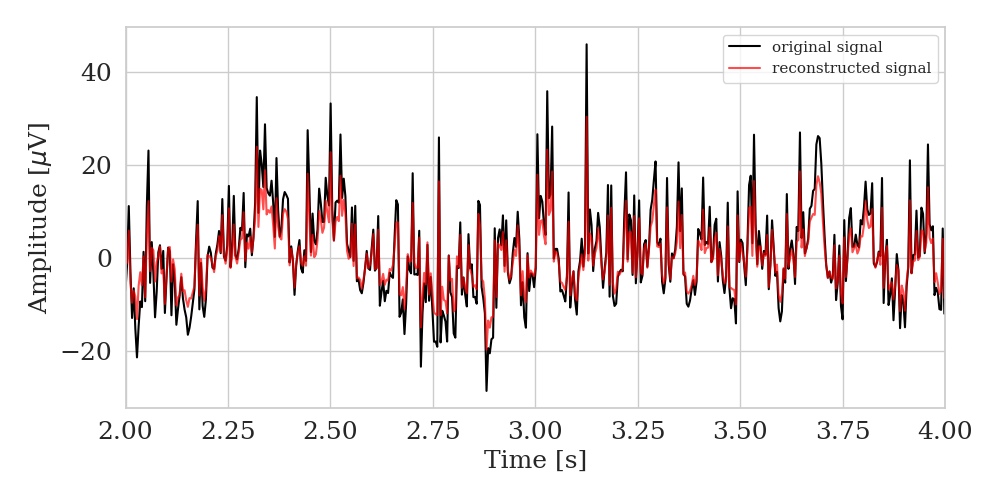 original signal
reconstructed signal
Amplitude [μV]
40
20
0
−20
2.00 2.25 2.50 2.75 3.00 3.25 3.50 3.75 4.00
Time [s]